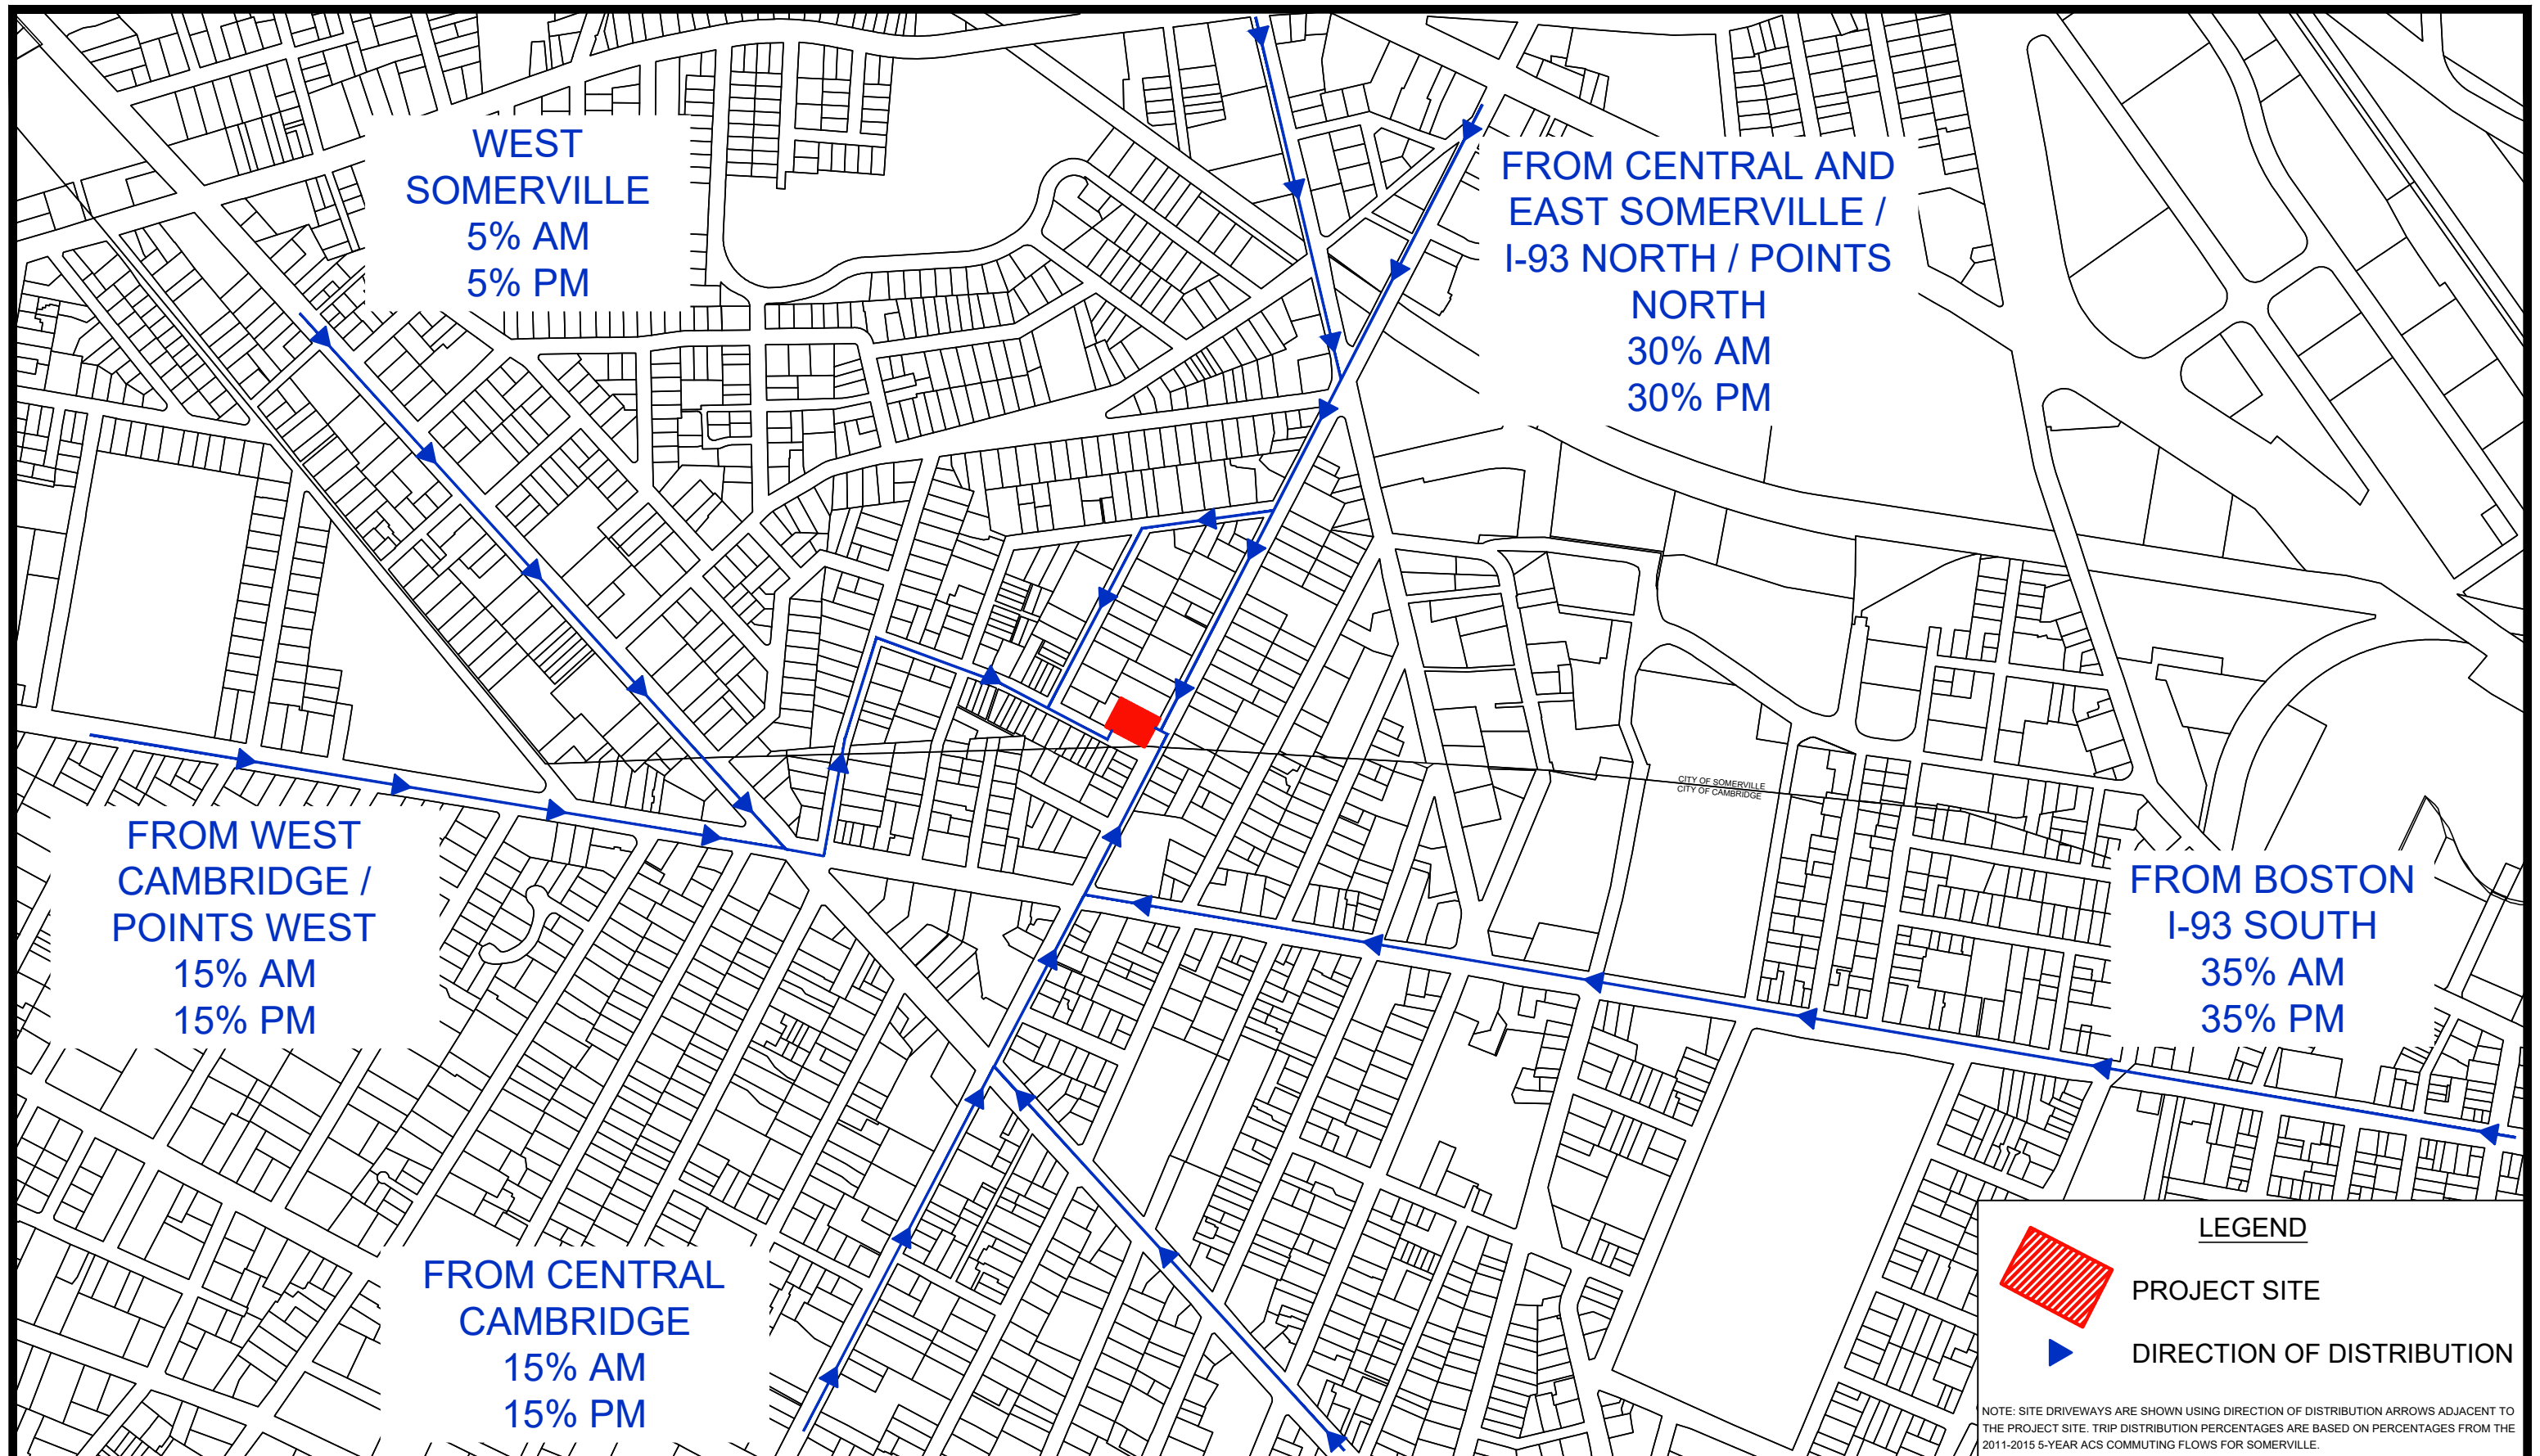 WEST
SOMERVILLE
5% AM
5% PM
FROM CENTRAL AND
EAST SOMERVILLE /
I-93 NORTH / POINTS
NORTH
30% AM
30% PM
CITY OF SOMERVILLE
CITY OF CAMBRIDGE
FROM WEST
CAMBRIDGE /
POINTS WEST
15% AM
15% PM
FROM BOSTON
I-93 SOUTH
35% AM
35% PM
FROM CENTRAL
CAMBRIDGE
15% AM
15% PM
LEGEND
PROJECT SITE
DIRECTION OF DISTRIBUTION
NOTE: SITE DRIVEWAYS ARE SHOWN USING DIRECTION OF DISTRIBUTION ARROWS ADJACENT TO
THE PROJECT SITE. TRIP DISTRIBUTION PERCENTAGES ARE BASED ON PERCENTAGES FROM THE
2011-2015 5-YEAR ACS COMMUTING FLOWS FOR SOMERVILLE.